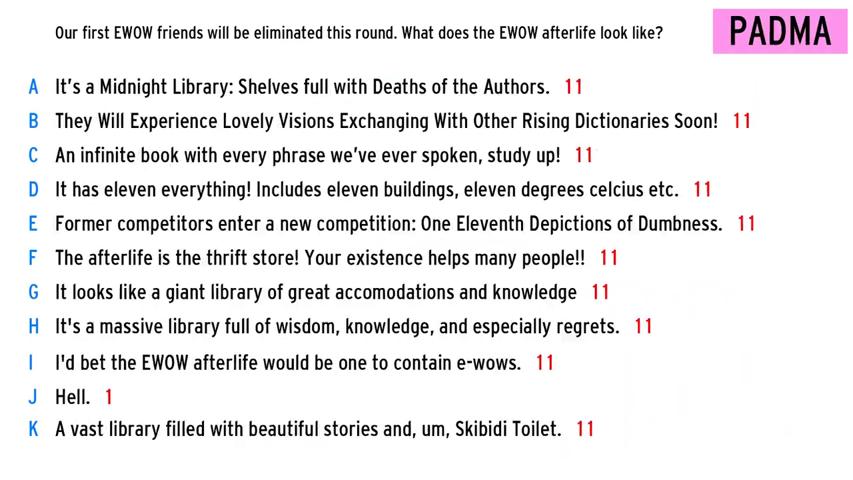 Our first EWOW friends will be eliminated this round. What does the EWOW afterlife look like?
PADMA
A It's a Midnight Library: Shelves full with Deaths of the Authors. 11
B They Will Experience Lovely Visions Exchanging With Other Rising Dictionaries Soon! 11
C An infinite book with every phrase we've ever spoken, study up! 11
D It has eleven everything! Includes eleven buildings, eleven degrees celcius etc. 11
E Former competitors enter a new competition: One Eleventh Depictions of Dumbness. 11
F The afterlife is the thrift store! Your existence helps many people!! 11
G It looks like a giant library of great accomodations and knowledge 11
H It's a massive library full of wisdom, knowledge, and especially regrets. 11
I I'd bet the EWOW afterlife would be one to contain e-wows. 11
J Hell. 1
K A vast library filled with beautiful stories and, um, Skibidi Toilet. 11